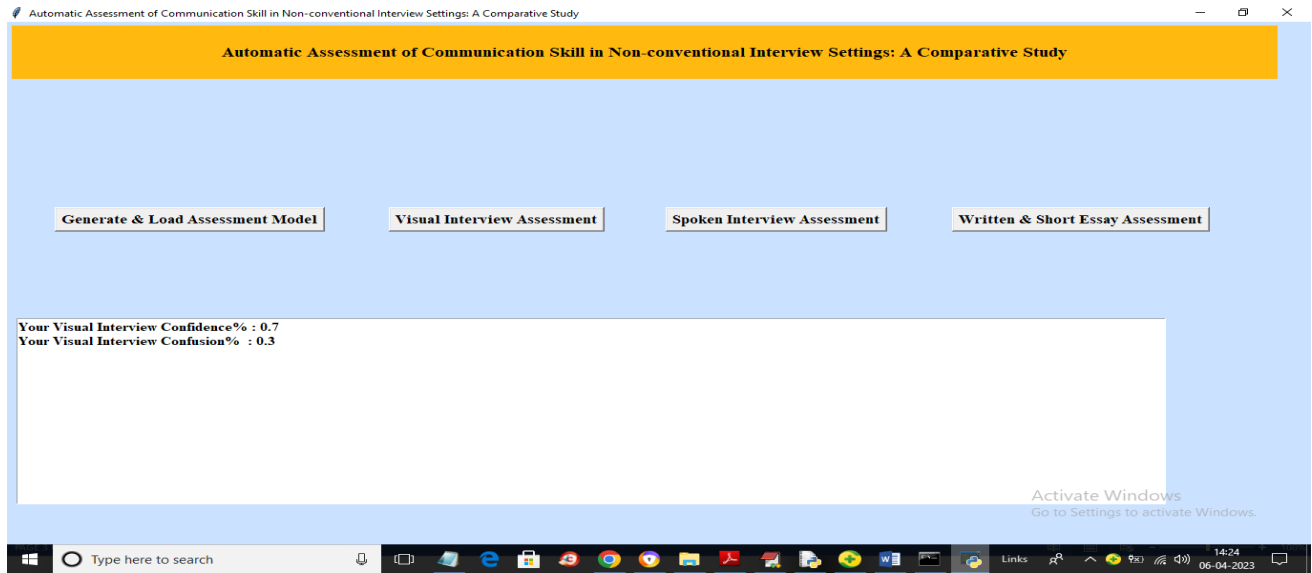 Automatic Assessment of Communication Skill in Non-conventional Interview Settings: A Comparative Study
Automatic Assessment of Communication Skill in Non-conventional Interview Settings: A Comparative Study
Generate & Load Assessment Model
Visual Interview Assessment
Spoken Interview Assessment
Written & Short Essay Assessment
Your Visual Interview Confidence% : 0.7
Your Visual Interview Confusion%  : 0.3
Activate Windows
Go to Settings to activate Windows.
Type here to search
Links
14:24
06-04-2023